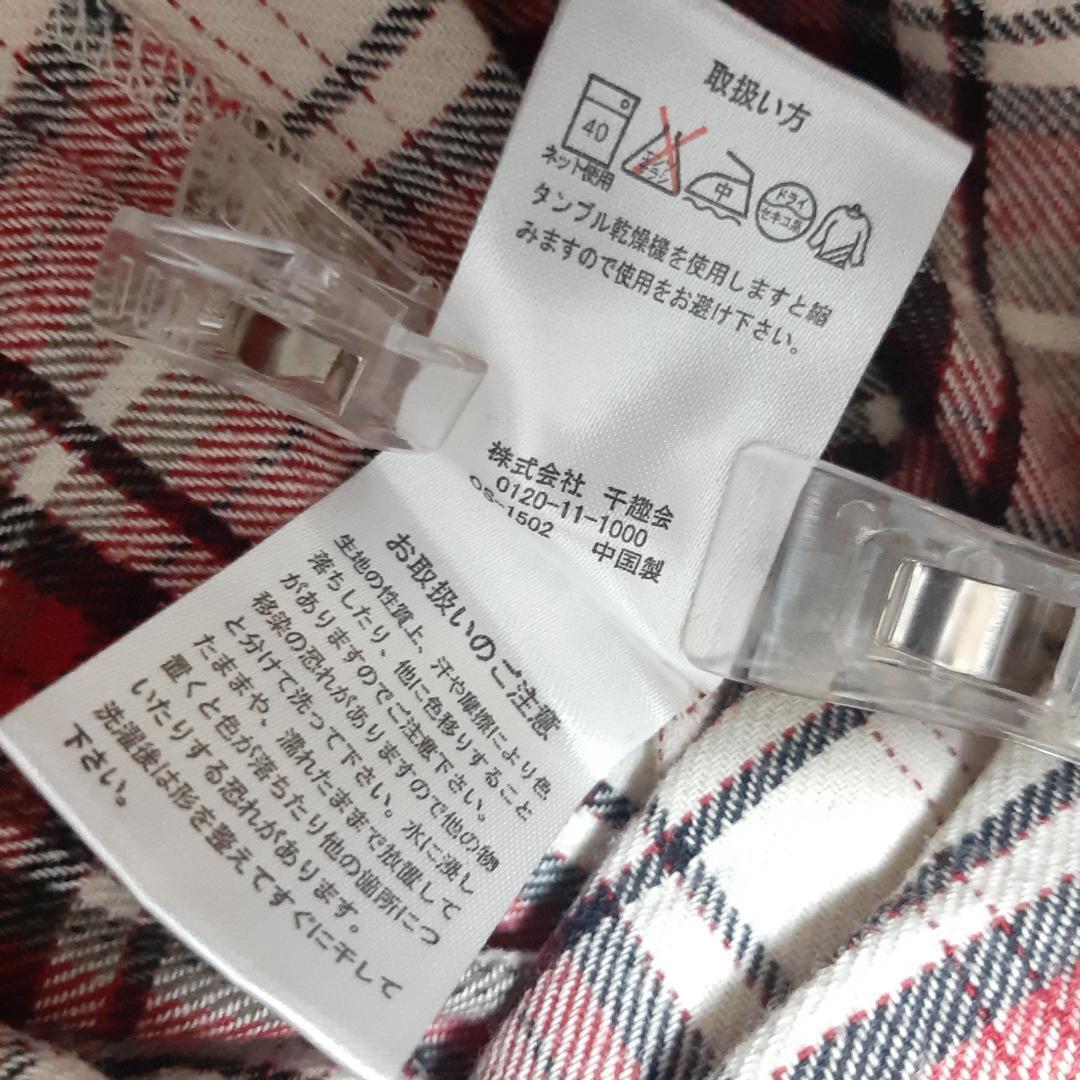 取扱い方
40
ネット使用
エンソ
サラシ
中
ドライ
セキユ系
タンブル乾燥機を使用しますと縮
みますので使用をお避け下さい。
株式会社 千趣会
0120-11-1000
OS-1502 中国製
お取扱いのご注意
生地の性質上、汗や摩擦により色
落ちしたり、他に色移りすること
がありますのでご注意下さい。
移染の恐れがありますので他の物
と分けて洗って下さい。水に浸し
たままや、濡れたままで放置して
置くと色が落ちたり他の箇所につ
いたりする恐れがあります。
洗濯後は形を整えてすぐに干して
下さい。